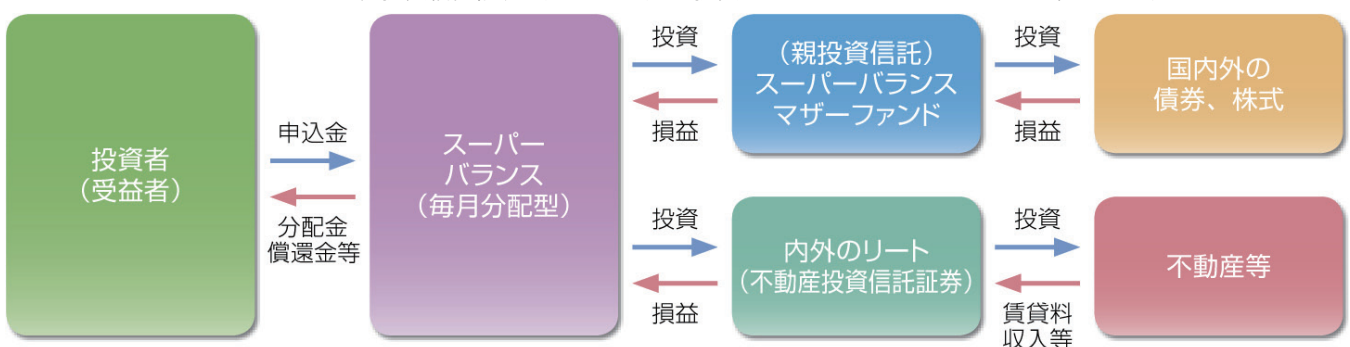 投資者
（受益者）
申込金
分配金
償還金等
スーパー
バランス
（毎月分配型）
投資
損益
（親投資信託）
スーパーバランス
マザーファンド
投資
損益
国内外の
債券、株式
投資
損益
内外のリート
（不動産投資信託証券）
投資
賃貸料
収入等
不動産等